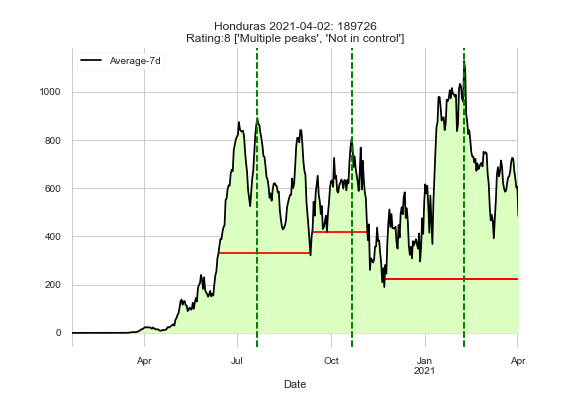 Honduras 2021-04-02: 189726
Rating:8 ['Multiple peaks', 'Not in control']
Average-7d
1000
800
600
400
200
0
Apr
Jul
Oct
Jan
2021
Apr
Date